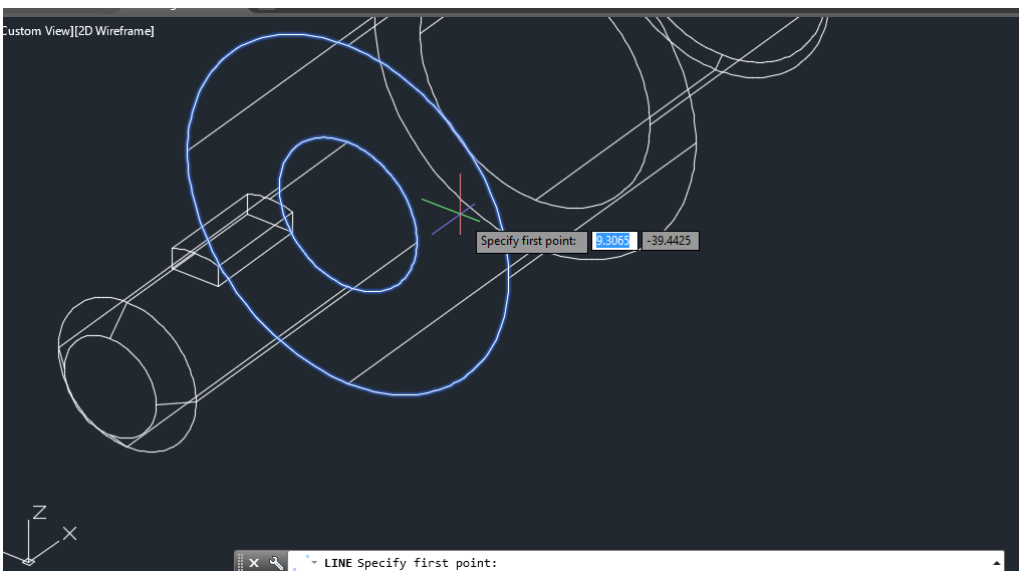 Custom View][2D Wireframe]
Specify first point: 9.3065 -39.4425
Z
X
LINE Specify first point: